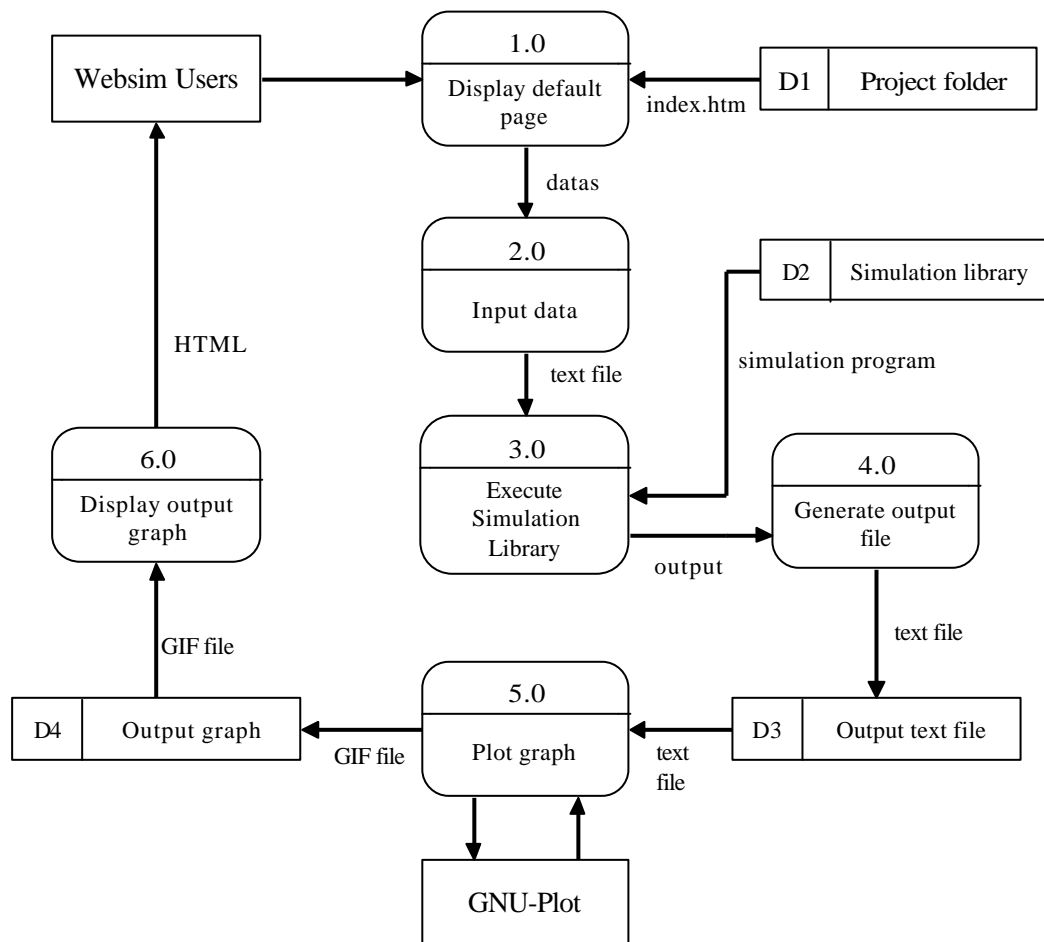 1.0
Websim Users
Display default
page
D1
Project folder
index.htm
datas
2.0
Input data
D2
Simulation library
HTML
text file
simulation program
6.0
Display output
graph
3.0
Execute
Simulation
Library
4.0
Generate output
file
output
GIF file
text file
5.0
Plot graph
D4
Output graph
GIF file
text
file
D3
Output text file
GNU-Plot